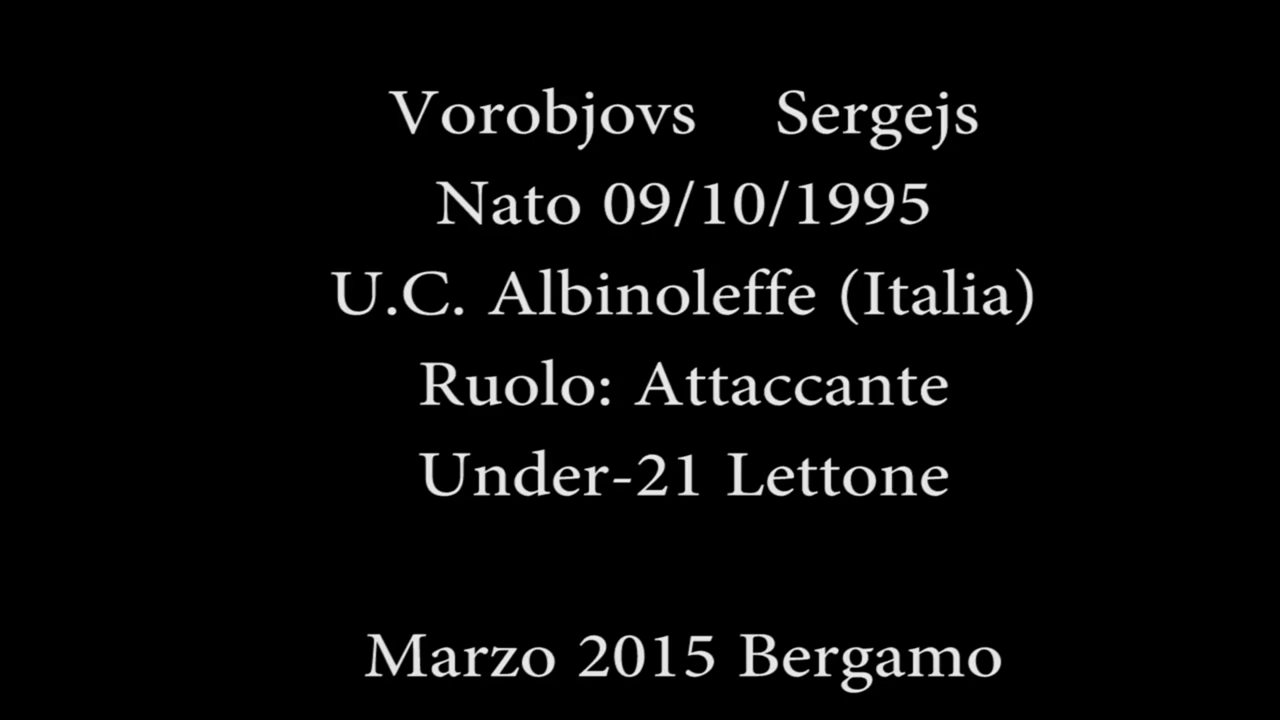 Vorobjovs Sergejs
Nato 09/10/1995
U.C. Albinoleffe (Italia)
Ruolo: Attaccante
Under-21 Lettone
Marzo 2015 Bergamo